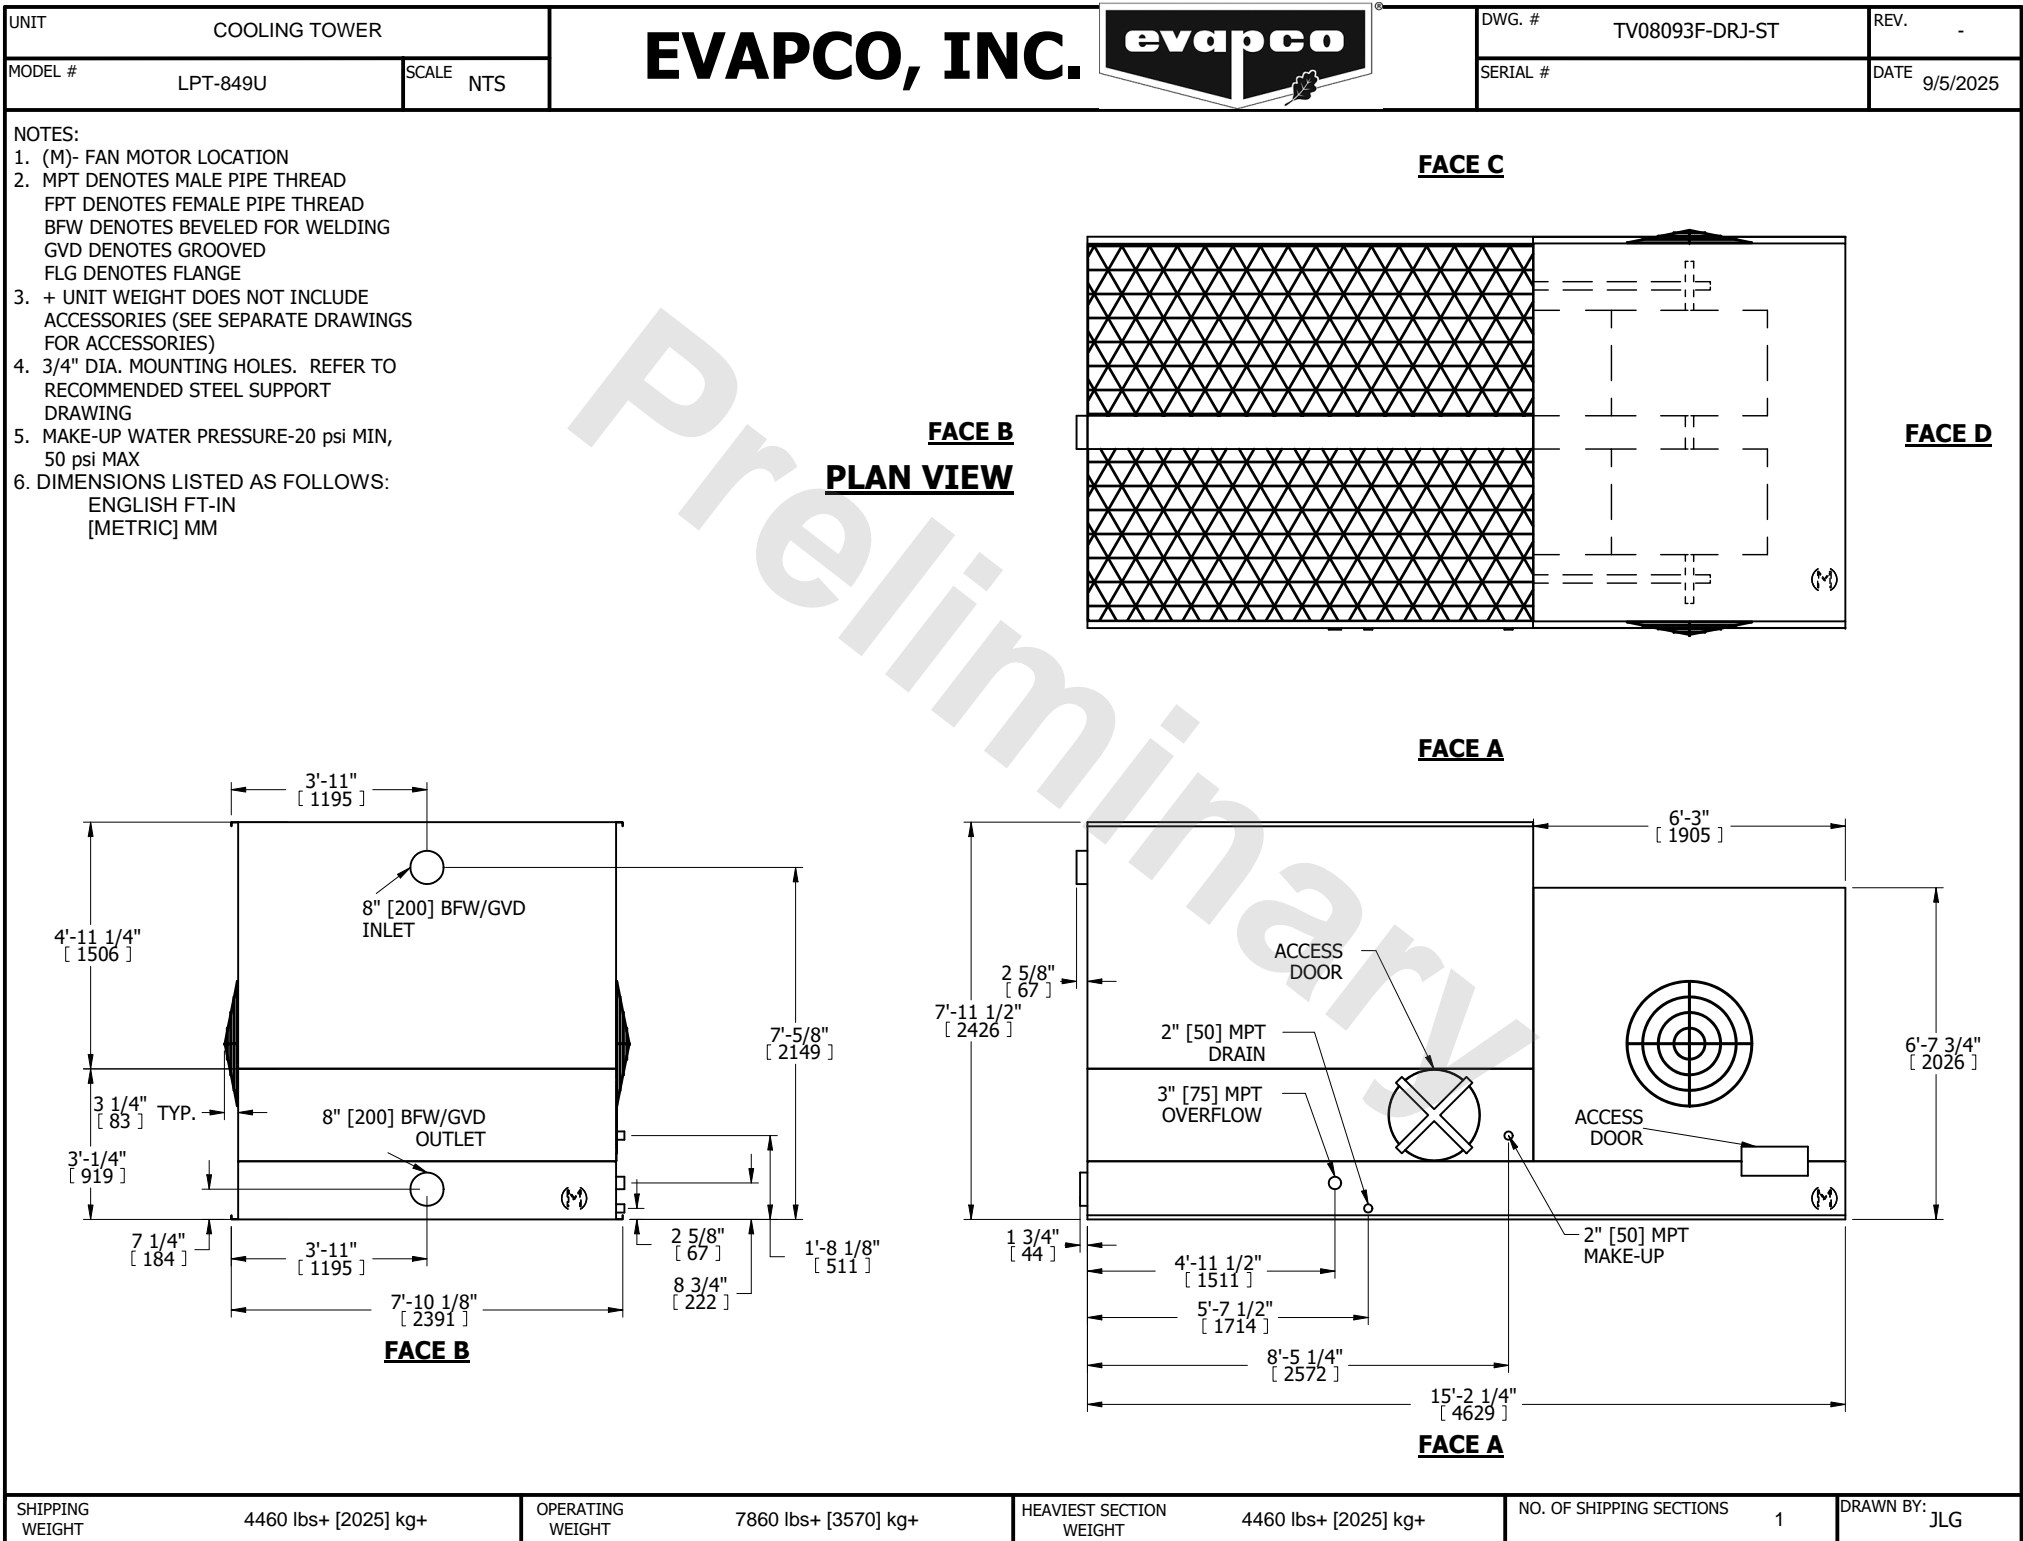 UNIT
COOLING TOWER
MODEL #
LPT-849U
SCALE
NTS
EVAPCO, INC.
evapco
®
DWG. #
TV08093F-DRJ-ST
REV.
-
SERIAL #
DATE
9/5/2025
NOTES:
1. (M)- FAN MOTOR LOCATION
2. MPT DENOTES MALE PIPE THREAD
FPT DENOTES FEMALE PIPE THREAD
BFW DENOTES BEVELED FOR WELDING
GVD DENOTES GROOVED
FLG DENOTES FLANGE
3. + UNIT WEIGHT DOES NOT INCLUDE
ACCESSORIES (SEE SEPARATE DRAWINGS
FOR ACCESSORIES)
4. 3/4" DIA. MOUNTING HOLES. REFER TO
RECOMMENDED STEEL SUPPORT
DRAWING
5. MAKE-UP WATER PRESSURE-20 psi MIN,
50 psi MAX
6. DIMENSIONS LISTED AS FOLLOWS:
ENGLISH FT-IN
[METRIC] MM
Preliminary
FACE C
FACE B
PLAN VIEW
FACE D
(M)
FACE A
3'-11"
[ 1195 ]
8" [200] BFW/GVD
INLET
4'-11 1/4"
[ 1506 ]
7'-5/8"
[ 2149 ]
3 1/4"
[ 83 ]
TYP.
8" [200] BFW/GVD
OUTLET
3'-1/4"
[ 919 ]
(M)
7 1/4"
[ 184 ]
3'-11"
[ 1195 ]
2 5/8"
[ 67 ]
1'-8 1/8"
[ 511 ]
8 3/4"
[ 222 ]
7'-10 1/8"
[ 2391 ]
FACE B
6'-3"
[ 1905 ]
ACCESS
DOOR
2 5/8"
[ 67 ]
7'-11 1/2"
[ 2426 ]
2" [50] MPT
DRAIN
3" [75] MPT
OVERFLOW
6'-7 3/4"
[ 2026 ]
ACCESS
DOOR
(M)
1 3/4"
[ 44 ]
2" [50] MPT
MAKE-UP
4'-11 1/2"
[ 1511 ]
5'-7 1/2"
[ 1714 ]
8'-5 1/4"
[ 2572 ]
15'-2 1/4"
[ 4629 ]
FACE A
SHIPPING
WEIGHT
4460 lbs+ [2025] kg+
OPERATING
WEIGHT
7860 lbs+ [3570] kg+
HEAVIEST SECTION
WEIGHT
4460 lbs+ [2025] kg+
NO. OF SHIPPING SECTIONS
1
DRAWN BY:
JLG